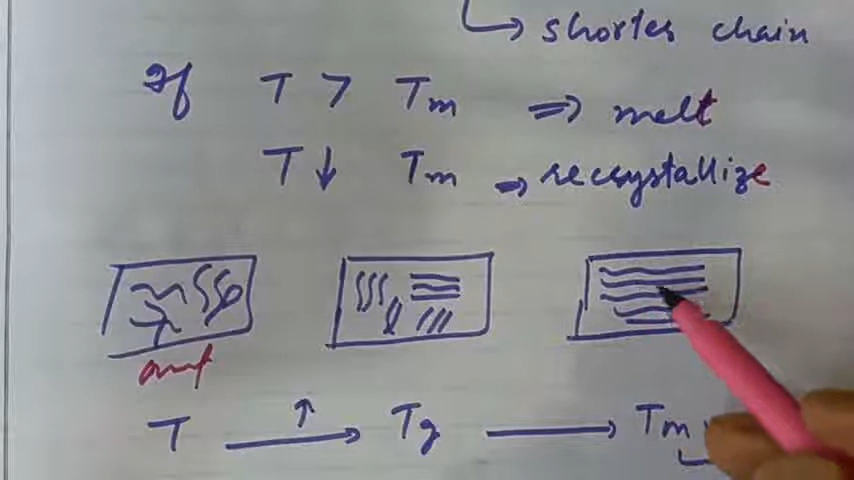 ↳ shorter chain
If T > Tm ⇒ melt
T ↓ Tm ⇒ recrystallize
amf
T ↑ → Tg → Tm